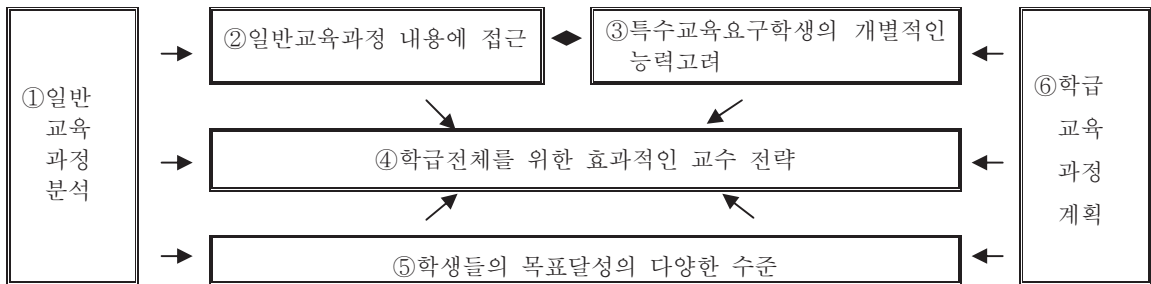 ①일반
교육
과정
분석
②일반교육과정 내용에 접근
③특수교육요구학생의 개별적인
능력고려
④학급전체를 위한 효과적인 교수 전략
⑤학생들의 목표달성의 다양한 수준
⑥학급
교육
과정
계획